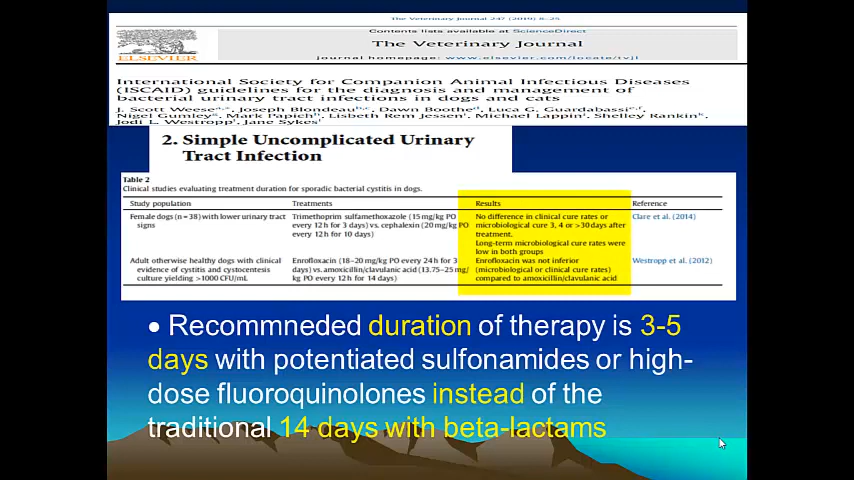 The Veterinary Journal 247 (2019) 8–25
Contents lists available at ScienceDirect
The Veterinary Journal
ELSEVIER
journal homepage: www.elsevier.com/locate/tvjl
International Society for Companion Animal Infectious Diseases
(ISCAID) guidelines for the diagnosis and management of
bacterial urinary tract infections in dogs and cats
J. Scott Weese, Joseph Blondeau, Dawn Boothe, Luca G. Guardabassi,
Nigel Gumley, Mark Papich, Lisbeth Rem Jessen, Michael Lappin, Shelley Rankin,
Jodi L. Westropp, Jane Sykes
2. Simple Uncomplicated Urinary
Tract Infection
Table 2
Clinical studies evaluating treatment duration for sporadic bacterial cystitis in dogs.
Study population Treatments Results Reference
Female dogs (n = 38) with lower urinary tract Trimethoprim sulfamethoxazole (15 mg/kg PO No difference in clinical cure rates or Clare et al. (2014)
signs every 12h for 3 days) vs. cephalexin (20 mg/kg PO microbiological cure 3, 4 or >30 days after
every 12h for 10 days) treatment.
Long-term microbiological cure rates were
low in both groups
Adult otherwise healthy dogs with clinical Enrofloxacin (18–20 mg/kg PO every 24 h for 3 Enrofloxacin was not inferior Westropp et al. (2012)
evidence of cystitis and cystocentesis days) vs. amoxicillin/clavulanic acid (13.75–25 mg/ (microbiological or clinical cure rates)
culture yielding >1000 CFU/mL kg PO every 12 h for 14 days) compared to amoxicillin/clavulanic acid
• Recommneded duration of therapy is 3-5
days with potentiated sulfonamides or high-
dose fluoroquinolones instead of the
traditional 14 days with beta-lactams